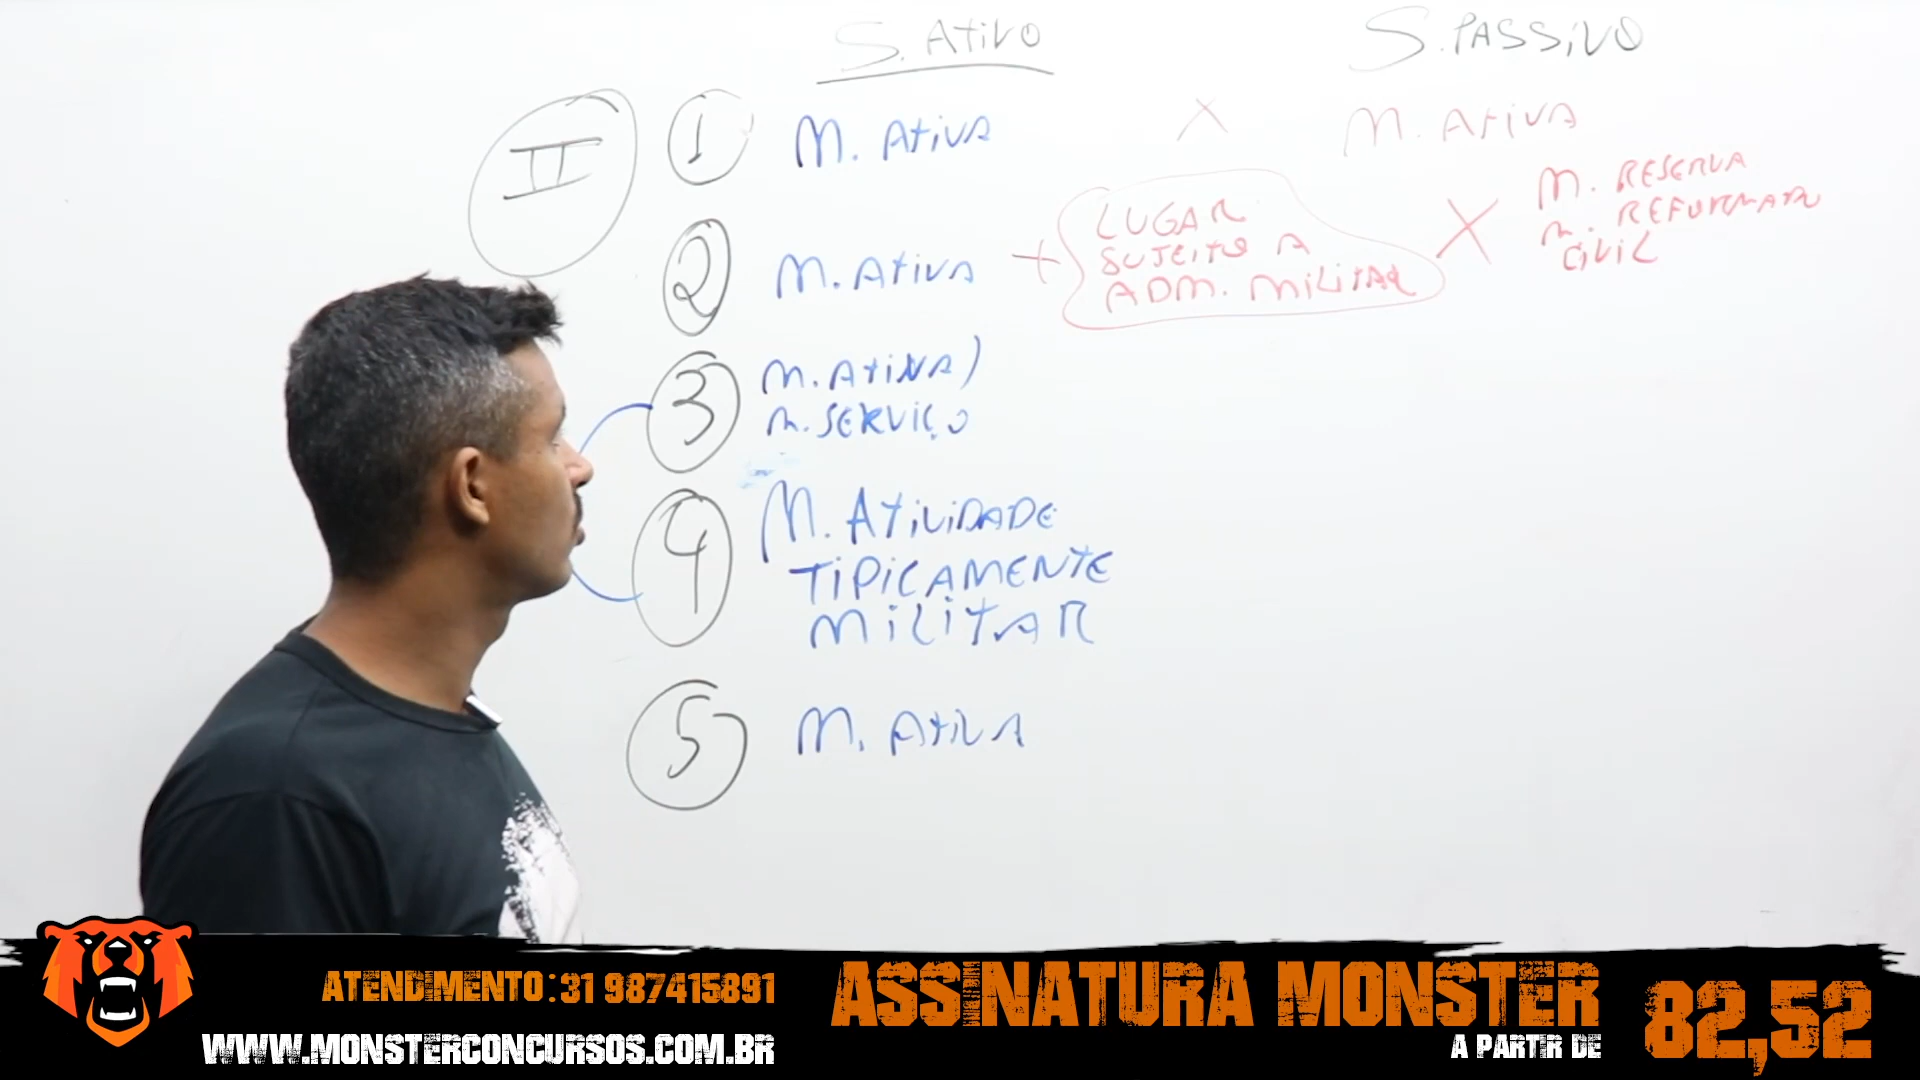 S. Ativo
S. PASSivO
II
1
M. Ativa
X
M. Ativa
2
M. Ativa
+
LUGAR
SUJEITO A
ADM. MiLiTAR
X
M. RESERVA
M. REFORMADO
CiViL
3
M. Ativa)
M. SERViÇO
4
M. ATiViDADE
TiPiCAMENTE
MiLiTAR
5
M. Ativa
ATENDIMENTO: 31 987415891
WWW.MONSTERCONCURSOS.COM.BR
ASSINATURA MONSTER
A PARTIR DE
82,52